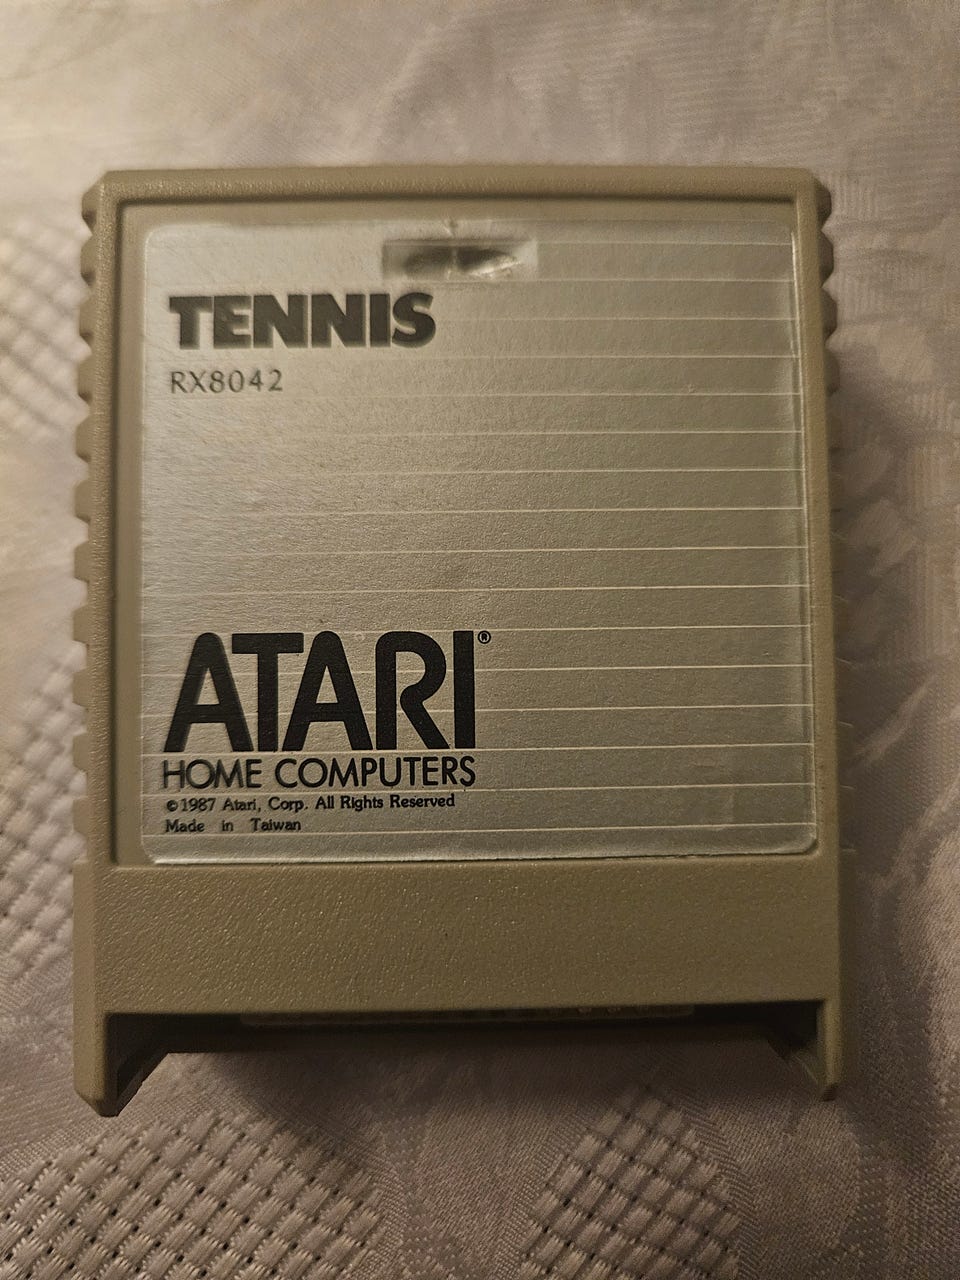 TENNIS
RX8042
ATARI®
HOME COMPUTERS
©1987 Atari, Corp. All Rights Reserved
Made in Taiwan